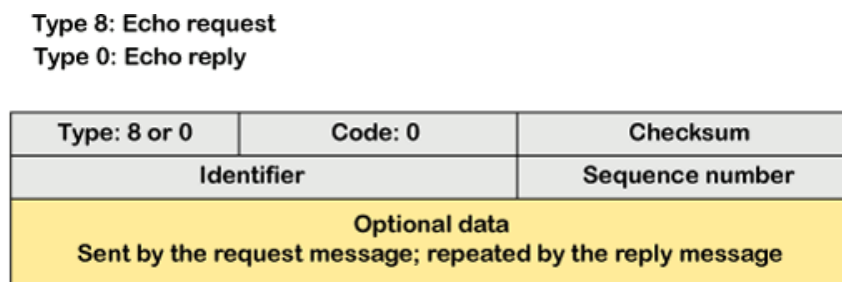 Type 8: Echo request
Type 0: Echo reply
Type: 8 or 0 Code: 0 Checksum
Identifier Sequence number
Optional data
Sent by the request message; repeated by the reply message